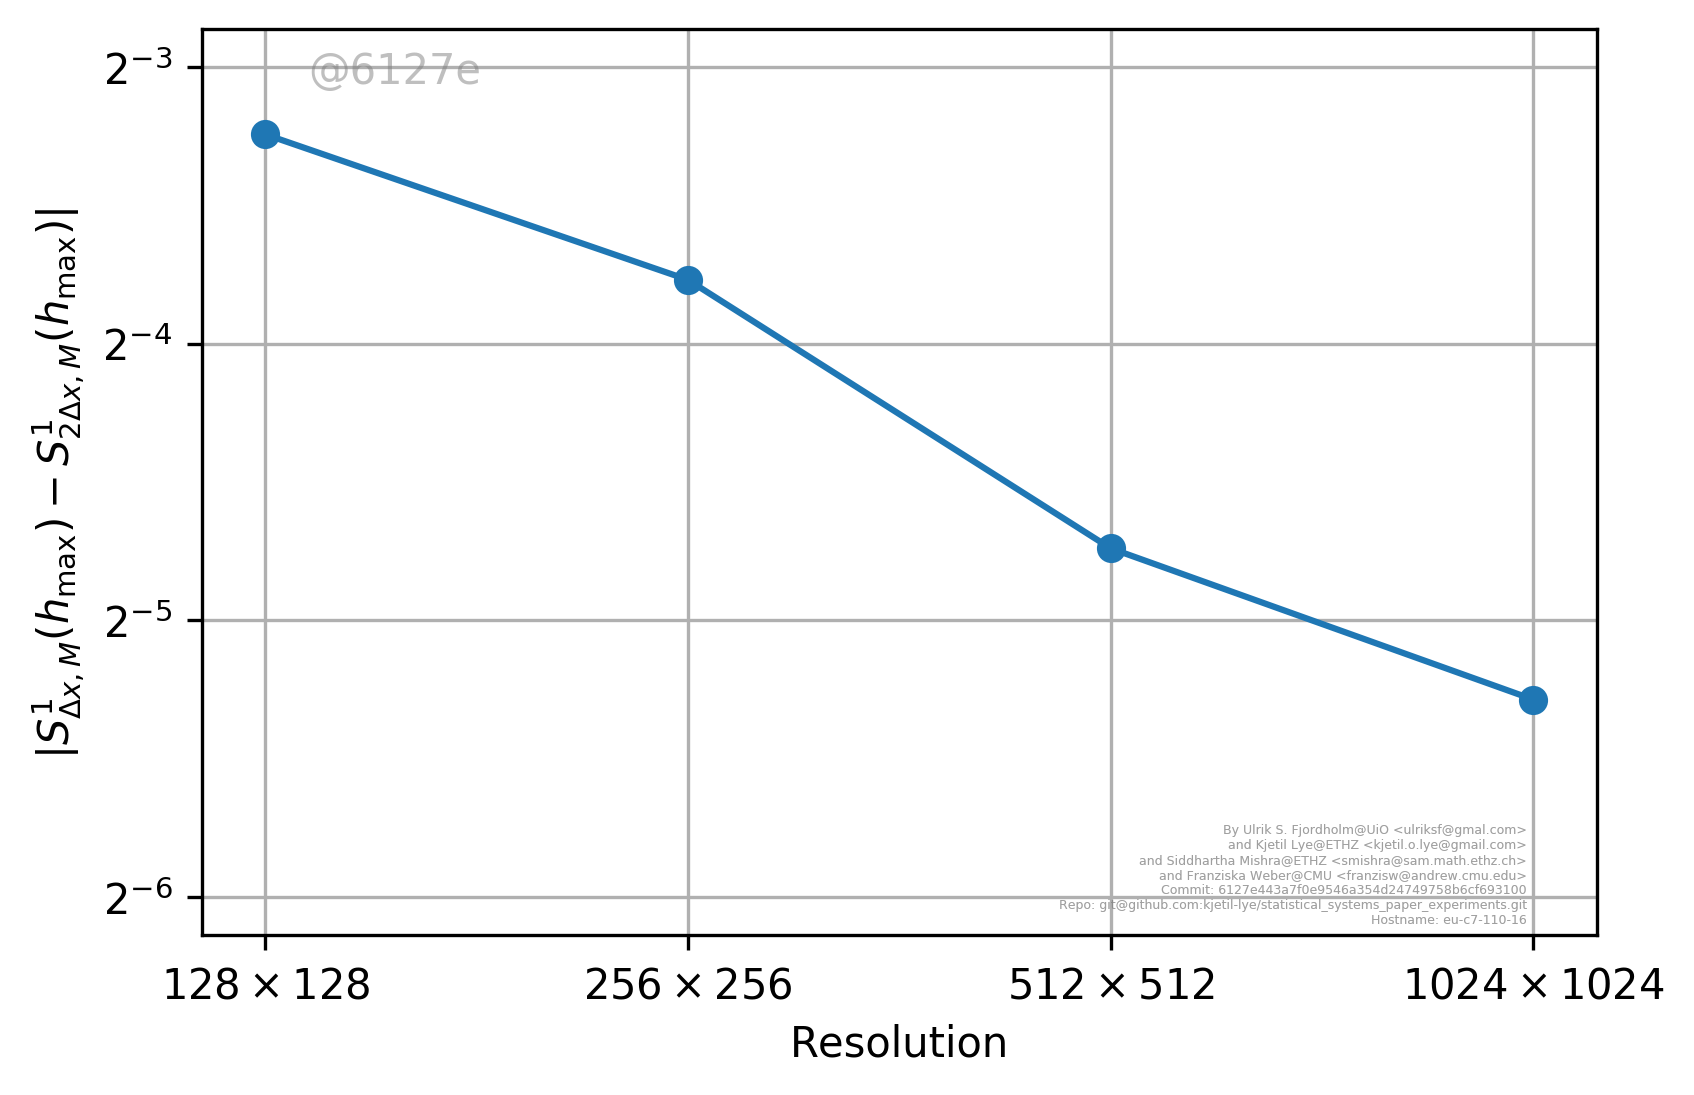 @6127e
2⁻³
2⁻⁴
2⁻⁵
2⁻⁶
|S¹_{Δx, M}(h_max) − S¹_{2Δx, M}(h_max)|
By Ulrik S. Fjordholm@UiO <ulriksf@gmal.com>
and Kjetil Lye@ETHZ <kjetil.o.lye@gmail.com>
and Siddhartha Mishra@ETHZ <smishra@sam.math.ethz.ch>
and Franziska Weber@CMU <franzisw@andrew.cmu.edu>
Commit: 6127e443a7f0e9546a354d24749758b6cf693100
Repo: git@github.com:kjetil-lye/statistical_systems_paper_experiments.git
Hostname: eu-c7-110-16
128 × 128 256 × 256 512 × 512 1024 × 1024
Resolution